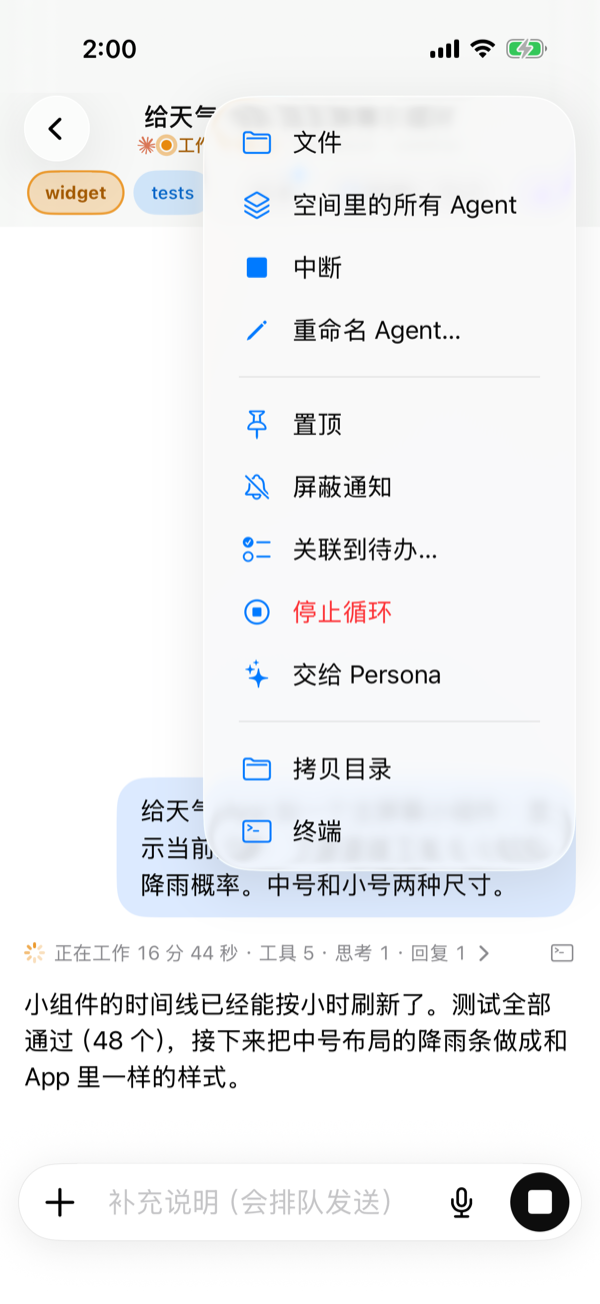 2:00
给天气
工作
widget
tests
文件
空间里的所有 Agent
中断
重命名 Agent...
置顶
屏蔽通知
关联到待办...
停止循环
交给 Persona
拷贝目录
终端
给天气
示当前
降雨概率。中号和小号两种尺寸。
正在工作 16 分 44 秒 · 工具 5 · 思考 1 · 回复 1
小组件的时间线已经能按小时刷新了。测试全部
通过 (48 个)，接下来把中号布局的降雨条做成和
App 里一样的样式。
补充说明 (会排队发送)